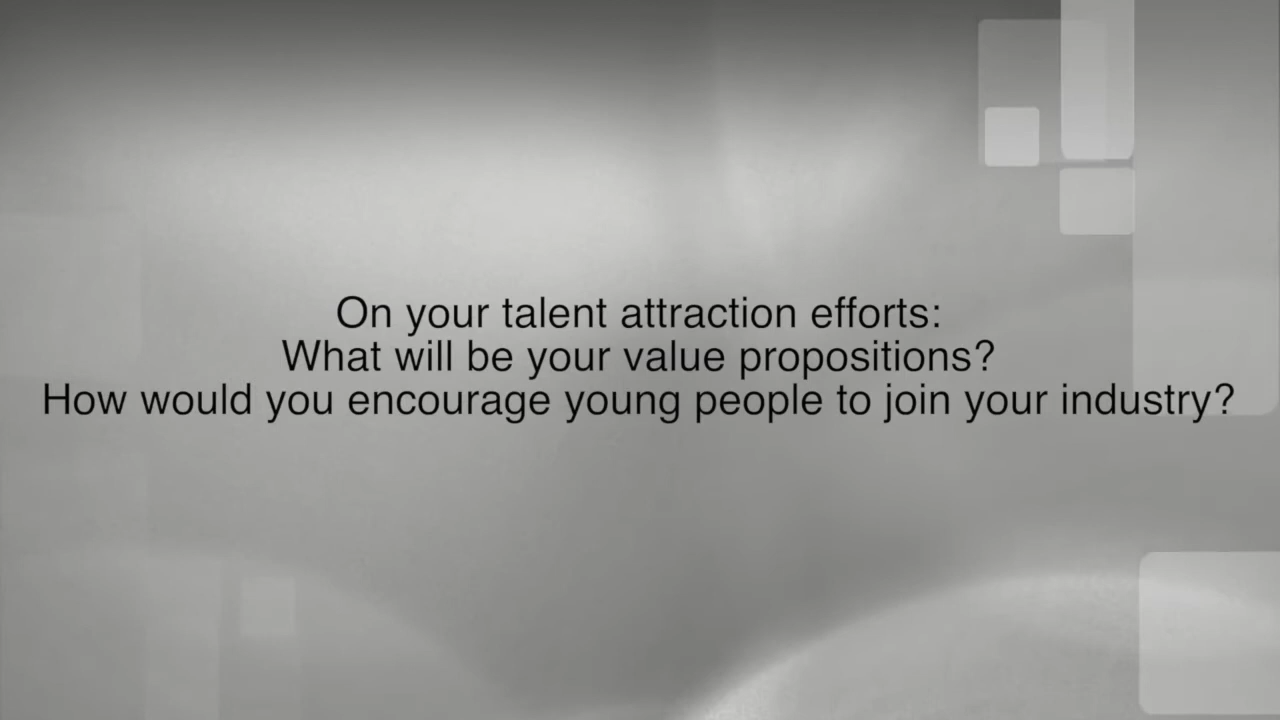 On your talent attraction efforts:
What will be your value propositions?
How would you encourage young people to join your industry?